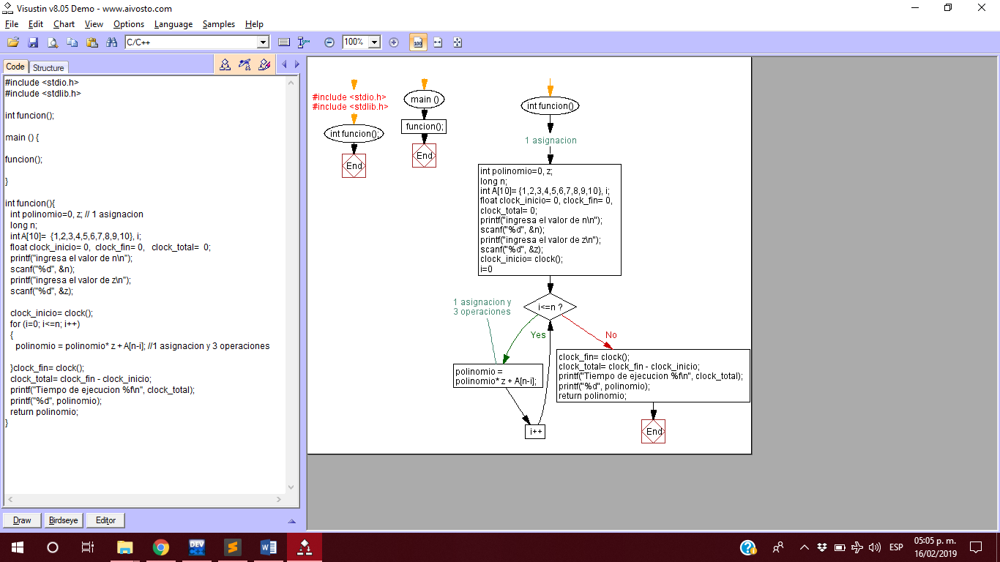 Visustin v8.05 Demo - www.aivosto.com
File Edit Chart View Options Language Samples Help
C/C++
100%
100
Code Structure
#include <stdio.h>
#include <stdlib.h>
int funcion();
main () {
funcion();
}
int funcion(){
int polinomio=0, z; // 1 asignacion
long n;
int A[10]= {1,2,3,4,5,6,7,8,9,10}, i;
float clock_inicio= 0, clock_fin= 0, clock_total= 0;
printf("ingresa el valor de n\n");
scanf("%d", &n);
printf("ingresa el valor de z\n");
scanf("%d", &z);
clock_inicio= clock();
for (i=0; i<=n; i++)
{
polinomio = polinomio* z + A[n-i]; //1 asignacion y 3 operaciones
}clock_fin= clock();
clock_total= clock_fin - clock_inicio;
printf("Tiempo de ejecucion %f\n", clock_total);
printf("%d", polinomio);
return polinomio;
}
Draw Birdseye Editor
#include <stdio.h>
#include <stdlib.h>
int funcion();
End
main ()
funcion();
End
int funcion()
1 asignacion
int polinomio=0, z;
long n;
int A[10]= {1,2,3,4,5,6,7,8,9,10}, i;
float clock_inicio= 0, clock_fin= 0,
clock_total= 0;
printf("ingresa el valor de n\n");
scanf("%d", &n);
printf("ingresa el valor de z\n");
scanf("%d", &z);
clock_inicio= clock();
i=0
i<=n ?
1 asignacion y
3 operaciones
Yes
No
polinomio =
polinomio* z + A[n-i];
i++
clock_fin= clock();
clock_total= clock_fin - clock_inicio;
printf("Tiempo de ejecucion %f\n", clock_total);
printf("%d", polinomio);
return polinomio;
End
DEV
ESP
05:05 p. m.
16/02/2019